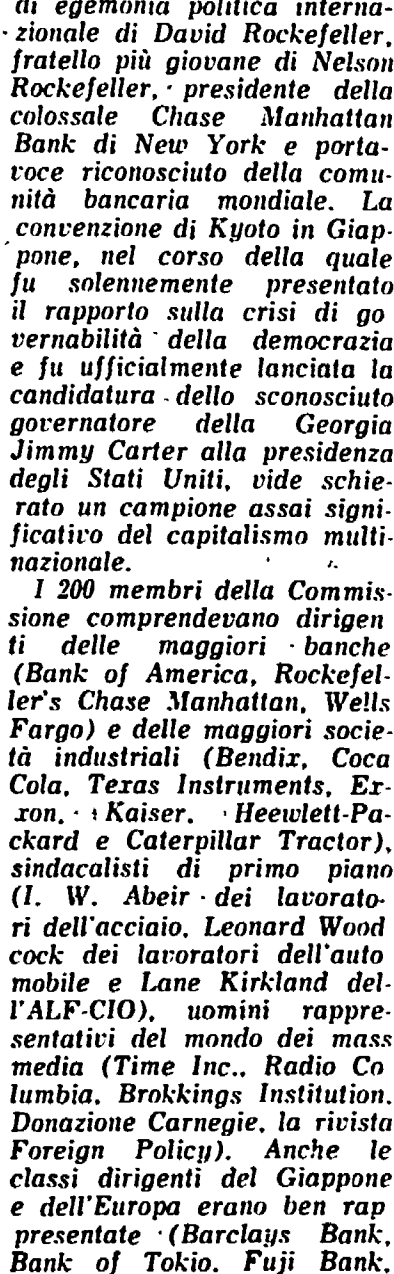 di egemonia politica interna-
zionale di David Rockefeller,
fratello più giovane di Nelson
Rockefeller, presidente della
colossale Chase Manhattan
Bank di New York e porta-
voce riconosciuto della comu-
nità bancaria mondiale. La
convenzione di Kyoto in Giap-
pone, nel corso della quale
fu solennemente presentato
il rapporto sulla crisi di go
vernabilità della democrazia
e fu ufficialmente lanciata la
candidatura dello sconosciuto
governatore della Georgia
Jimmy Carter alla presidenza
degli Stati Uniti, vide schie-
rato un campione assai signi-
ficativo del capitalismo multi-
nazionale.
I 200 membri della Commis-
sione comprendevano dirigen
ti delle maggiori banche
(Bank of America, Rockefel-
ler's Chase Manhattan, Wells
Fargo) e delle maggiori socie-
tà industriali (Bendix, Coca
Cola, Texas Instruments, Ex-
xon, Kaiser, Heewlett-Pa-
ckard e Caterpillar Tractor),
sindacalisti di primo piano
(I. W. Abeir dei lavorato-
ri dell'acciaio, Leonard Wood
cock dei lavoratori dell'auto
mobile e Lane Kirkland del-
l'ALF-CIO), uomini rappre-
sentativi del mondo dei mass
media (Time Inc., Radio Co
lumbia, Brokkings Institution,
Donazione Carnegie, la rivista
Foreign Policy). Anche le
classi dirigenti del Giappone
e dell'Europa erano ben rap
presentate (Barclays Bank,
Bank of Tokio, Fuji Bank,